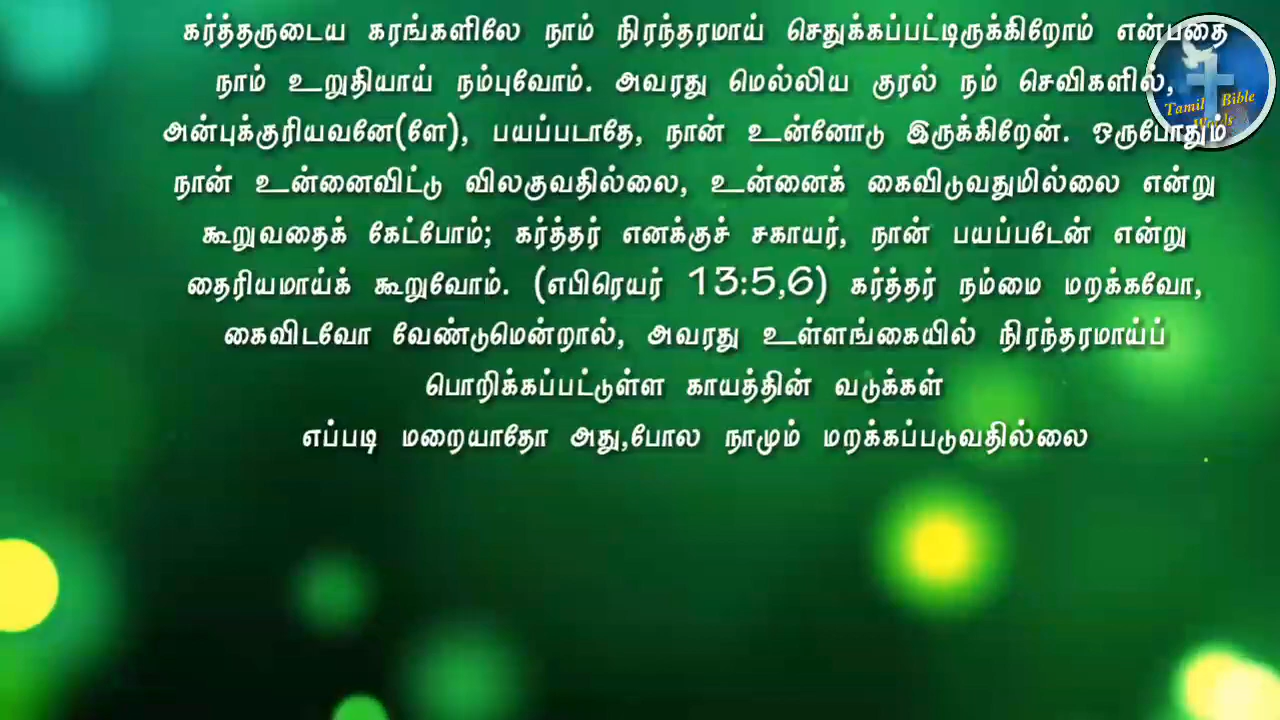 கர்த்தருடைய கரங்களிலே நாம் நிரந்தரமாய் செதுக்கப்பட்டிருக்கிறோம் என்பதை
நாம் உறுதியாய் நம்புவோம். அவரது மெல்லிய குரல் நம் செவிகளில்,
அன்புக்குரியவனே(ளே), பயப்படாதே, நான் உன்னோடு இருக்கிறேன். ஒருபோதும்
நான் உன்னைவிட்டு விலகுவதில்லை, உன்னைக் கைவிடுவதுமில்லை என்று
கூறுவதைக் கேட்போம்; கர்த்தர் எனக்குச் சகாயர், நான் பயப்படேன் என்று
தைரியமாய்க் கூறுவோம். (எபிரெயர் 13:5,6) கர்த்தர் நம்மை மறக்கவோ,
கைவிடவோ வேண்டுமென்றால், அவரது உள்ளங்கையில் நிரந்தரமாய்ப்
பொறிக்கப்பட்டுள்ள காயத்தின் வடுக்கள்
எப்படி மறையாதோ அது,போல நாமும் மறக்கப்படுவதில்லை
Tamil Bible
Words